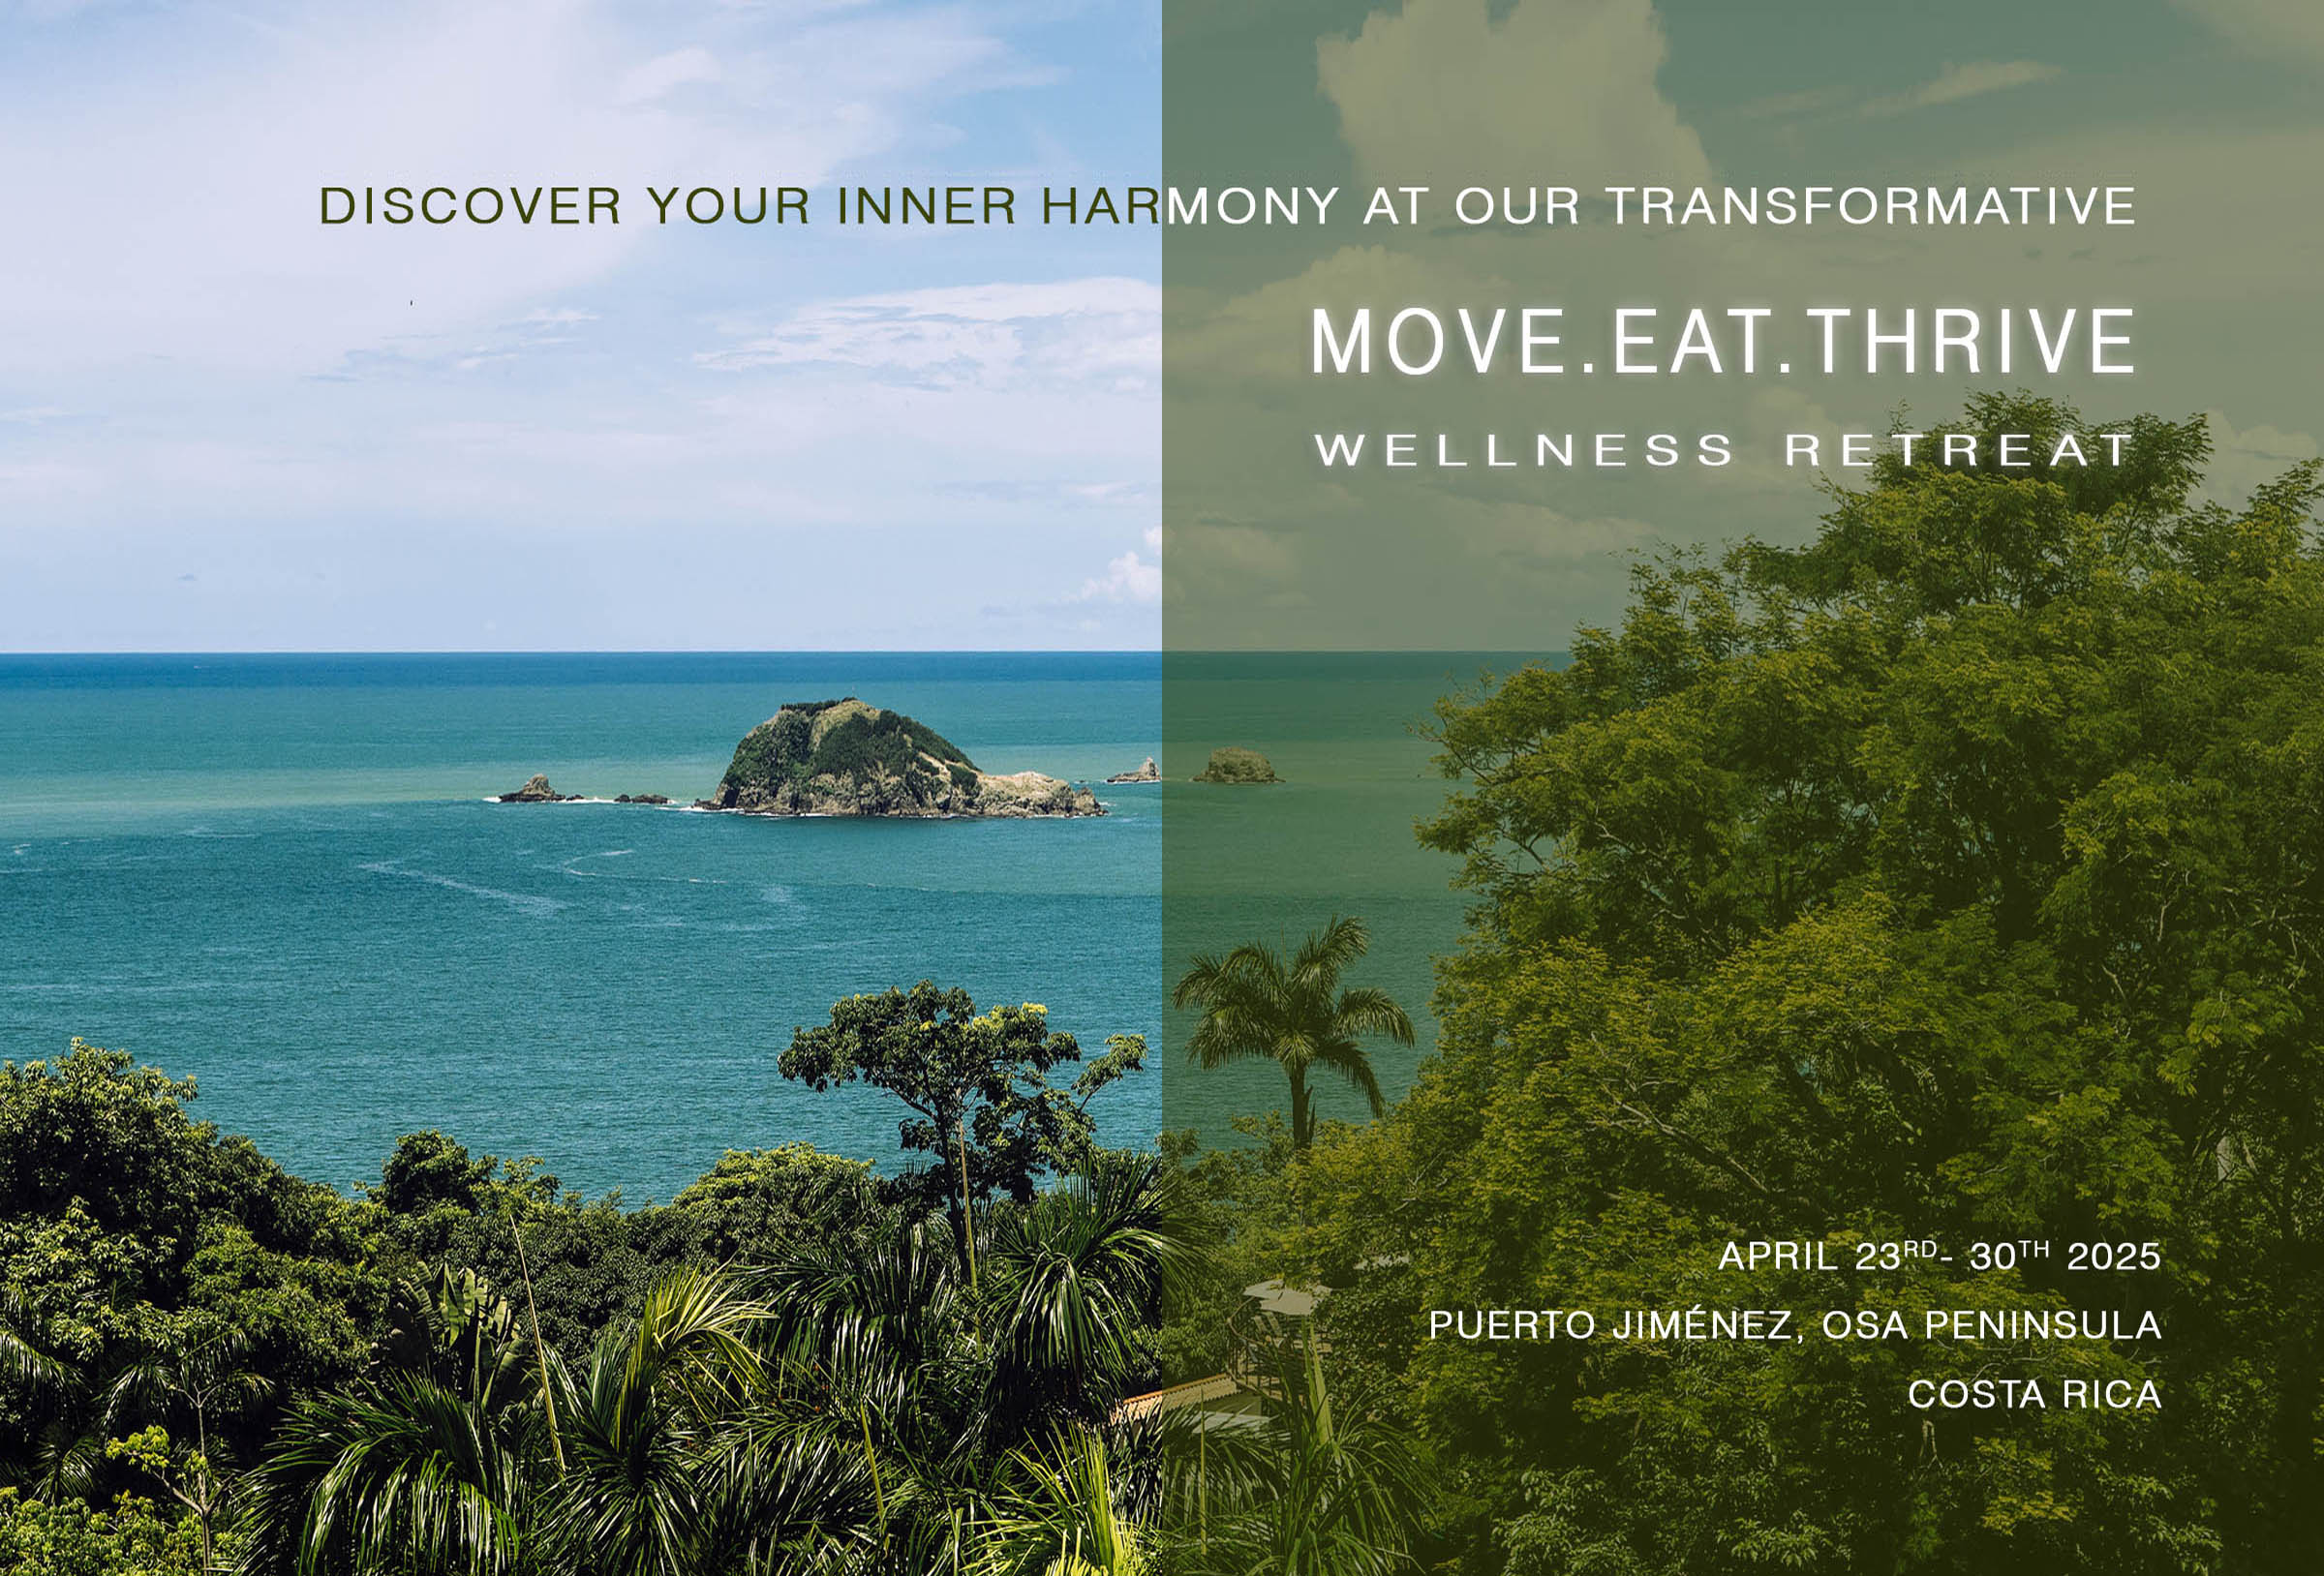 DISCOVER YOUR INNER HARMONY AT OUR TRANSFORMATIVE
MOVE.EAT.THRIVE
WELLNESS RETREAT
APRIL 23RD- 30TH 2025
PUERTO JIMÉNEZ, OSA PENINSULA
COSTA RICA